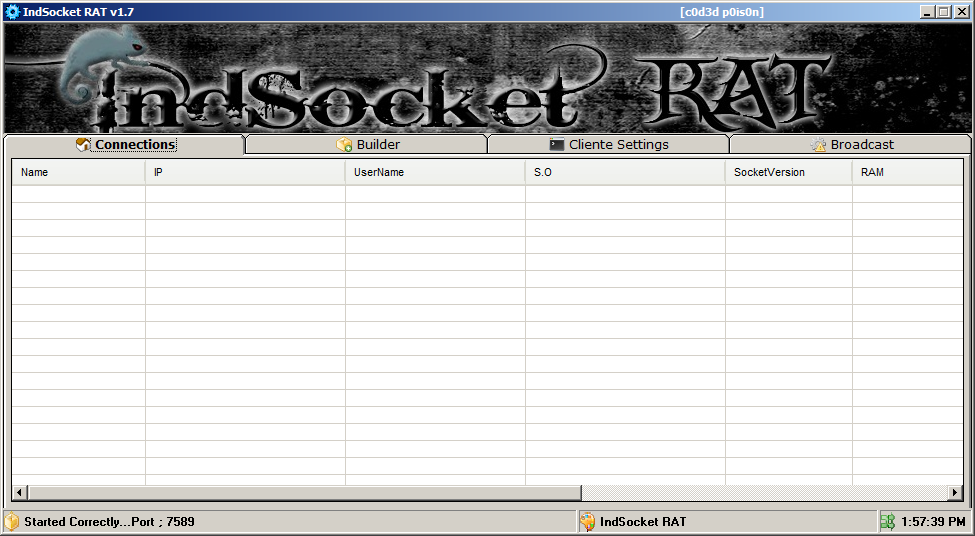 IndSocket RAT v1.7 [c0d3d p0is0n]
IndSocket RAT
Connections Builder Cliente Settings Broadcast
Name IP UserName S.O SocketVersion RAM
Started Correctly...Port ; 7589 IndSocket RAT 1:57:39 PM